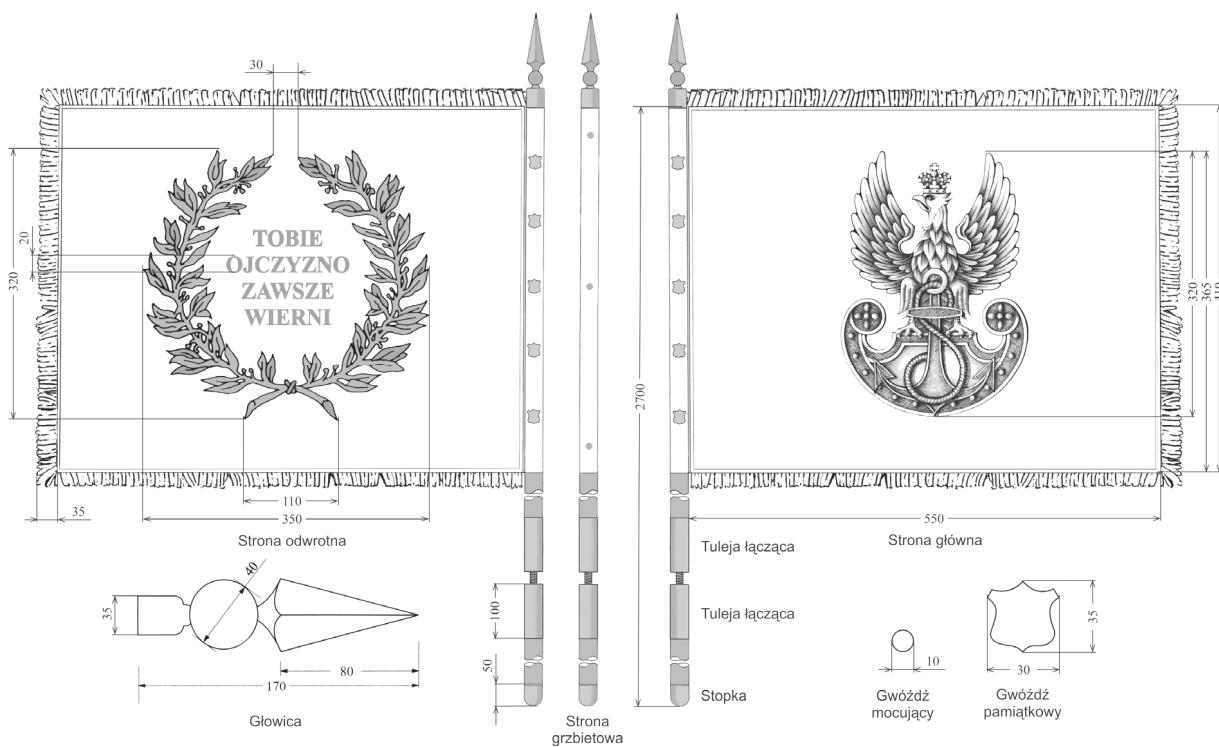 30
TOBIE
OJCZYZNO
ZAWSZE
WIERNI
20
320
110
35
350
Strona odwrotna
2700
320
365
410
550
Strona główna
Tuleja łącząca
Tuleja łącząca
Stopka
40
35
80
170
Głowica
100
50
Strona
grzbietowa
10
Gwóźdź
mocujący
35
30
Gwóźdź
pamiątkowy